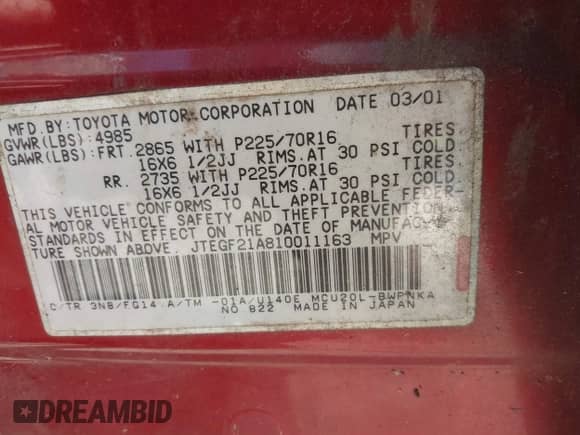 MFD.BY:TOYOTA MOTOR CORPORATION DATE 03/01
GVWR(LBS):4985
GAWR(LBS):FRT. 2865 WITH P225/70R16 TIRES
16X6 1/2JJ RIMS.AT 30 PSI COLD.
RR. 2735 WITH P225/70R16 TIRES
16X6 1/2JJ RIMS.AT 30 PSI COLD.
THIS VEHICLE CONFORMS TO ALL APPLICABLE FEDER-
AL MOTOR VEHICLE SAFETY AND THEFT PREVENTION
STANDARDS IN EFFECT ON THE DATE OF MANUFAC-
TURE SHOWN ABOVE. JTEGF21A810011163 MPV
C/TR 3N8/FG14 A/TM -01A/U140E MCU20L-BWPNKA
NO 822 MADE IN JAPAN
DREAMBID